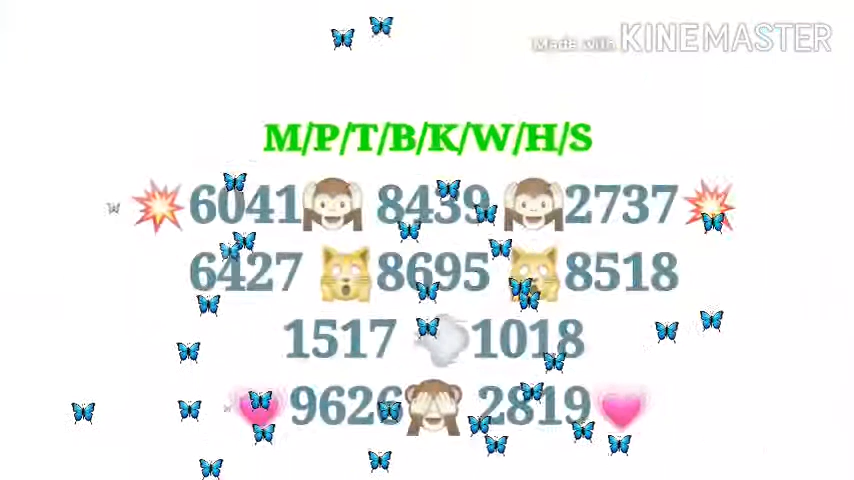 Made with KINEMASTER
M/P/T/B/K/W/H/S
6041 8439 2737
6427 8695 8518
1517 1018
9626 2819